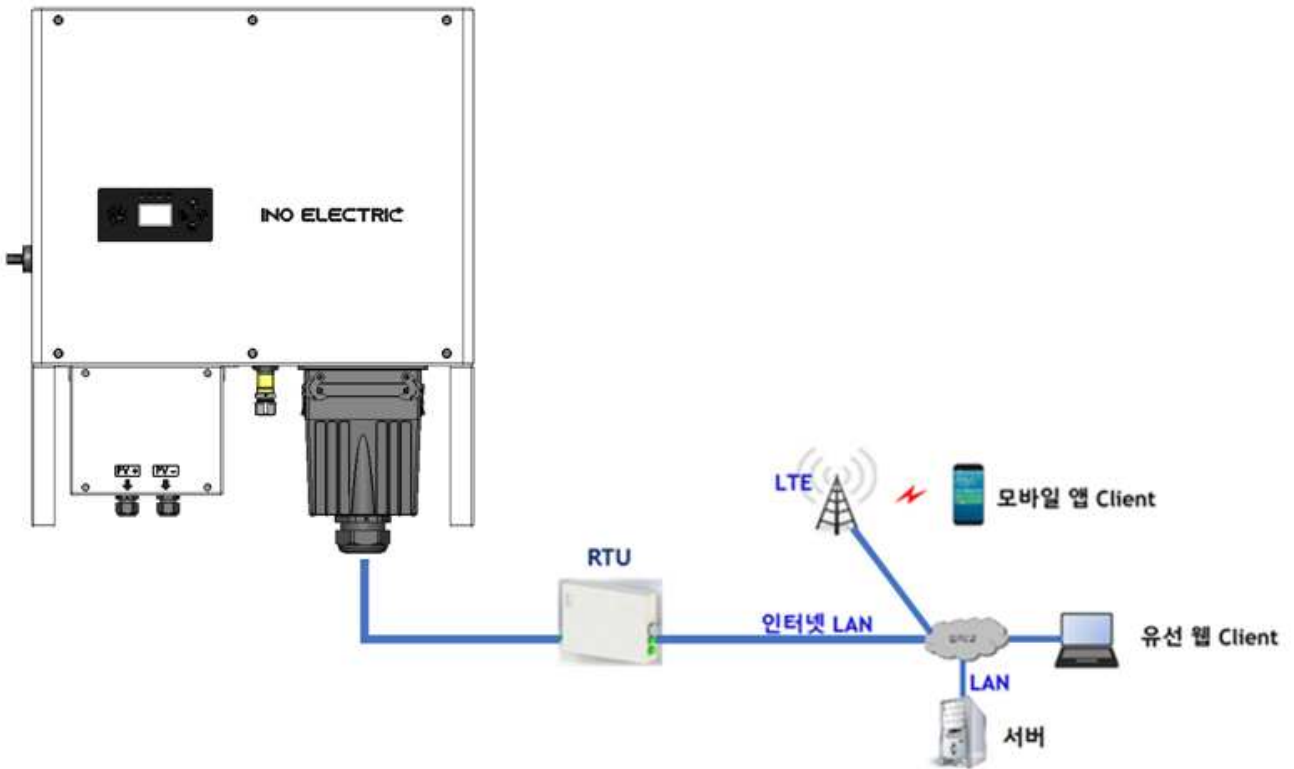 INO ELECTRIC
PV +
PV -
LTE
모바일 앱 Client
RTU
인터넷 LAN
유선 웹 Client
LAN
서버